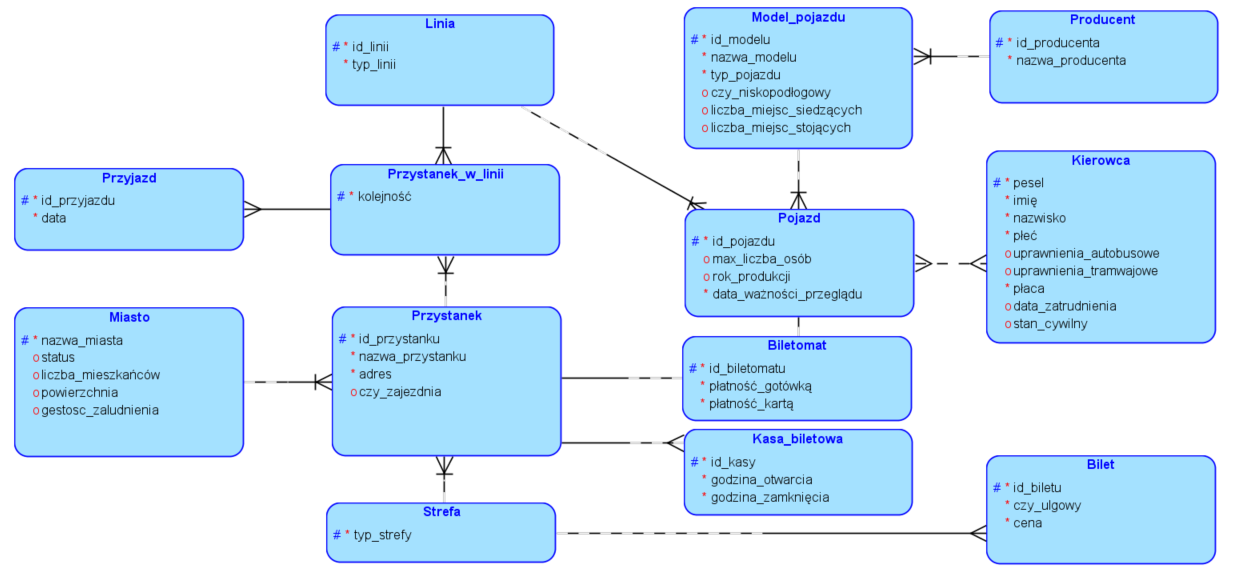 Linia
# * id_linii
* typ_linii
Model_pojazdu
# * id_modelu
* nazwa_modelu
* typ_pojazdu
o czy_niskopodłogowy
o liczba_miejsc_siedzących
o liczba_miejsc_stojących
Producent
# * id_producenta
* nazwa_producenta
Przyjazd
# * id_przyjazdu
* data
Przystanek_w_linii
# * kolejność
Pojazd
# * id_pojazdu
o max_liczba_osób
o rok_produkcji
* data_ważności_przeglądu
Kierowca
# * pesel
* imię
* nazwisko
* płeć
o uprawnienia_autobusowe
o uprawnienia_tramwajowe
* płaca
o data_zatrudnienia
o stan_cywilny
Miasto
# * nazwa_miasta
o status
o liczba_mieszkańców
o powierzchnia
o gestosc_zaludnienia
Przystanek
# * id_przystanku
* nazwa_przystanku
* adres
o czy_zajezdnia
Biletomat
# * id_biletomatu
* płatność_gotówką
* płatność_kartą
Kasa_biletowa
# * id_kasy
* godzina_otwarcia
* godzina_zamknięcia
Strefa
# * typ_strefy
Bilet
# * id_biletu
* czy_ulgowy
* cena